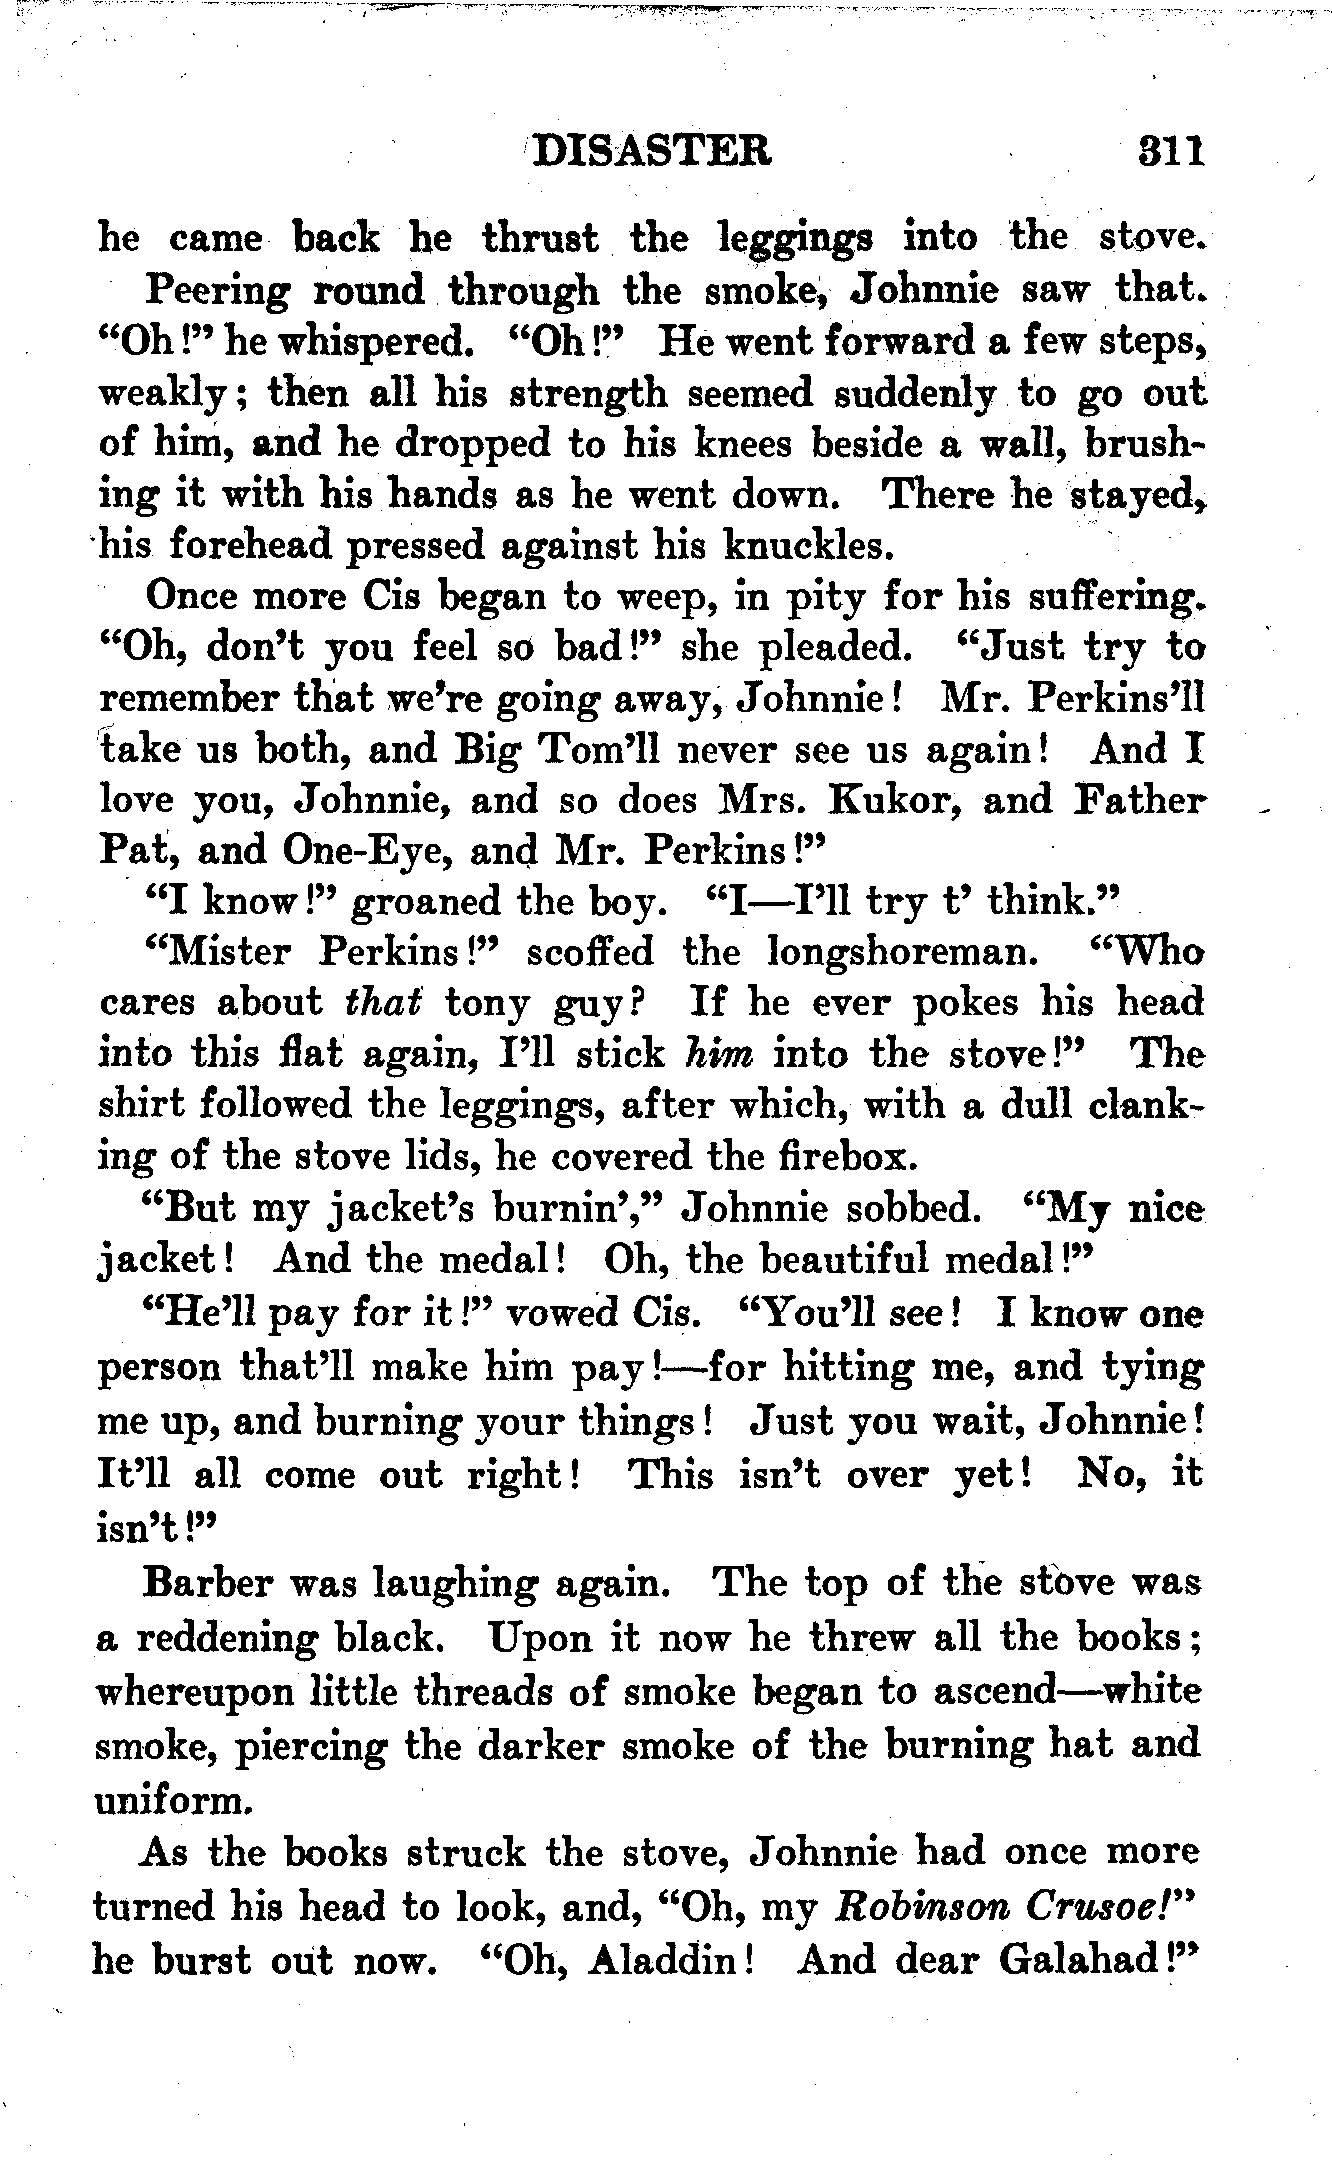 DISASTER 311
he came back he thrust the leggings into the stove.
Peering round through the smoke, Johnnie saw that.
“Oh!” he whispered. “Oh!” He went forward a few steps,
weakly; then all his strength seemed suddenly to go out
of him, and he dropped to his knees beside a wall, brush-
ing it with his hands as he went down. There he stayed,
his forehead pressed against his knuckles.
Once more Cis began to weep, in pity for his suffering.
“Oh, don’t you feel so bad!” she pleaded. “Just try to
remember that we’re going away, Johnnie! Mr. Perkins’ll
take us both, and Big Tom’ll never see us again! And I
love you, Johnnie, and so does Mrs. Kukor, and Father
Pat, and One-Eye, and Mr. Perkins!”
“I know!” groaned the boy. “I—I’ll try t’ think.”
“Mister Perkins!” scoffed the longshoreman. “Who
cares about that tony guy? If he ever pokes his head
into this flat again, I’ll stick him into the stove!” The
shirt followed the leggings, after which, with a dull clank-
ing of the stove lids, he covered the firebox.
“But my jacket’s burnin’,” Johnnie sobbed. “My nice
jacket! And the medal! Oh, the beautiful medal!”
“He’ll pay for it!” vowed Cis. “You’ll see! I know one
person that’ll make him pay!—for hitting me, and tying
me up, and burning your things! Just you wait, Johnnie!
It’ll all come out right! This isn’t over yet! No, it
isn’t!”
Barber was laughing again. The top of the stove was
a reddening black. Upon it now he threw all the books;
whereupon little threads of smoke began to ascend—white
smoke, piercing the darker smoke of the burning hat and
uniform.
As the books struck the stove, Johnnie had once more
turned his head to look, and, “Oh, my Robinson Crusoe!”
he burst out now. “Oh, Aladdin! And dear Galahad!”